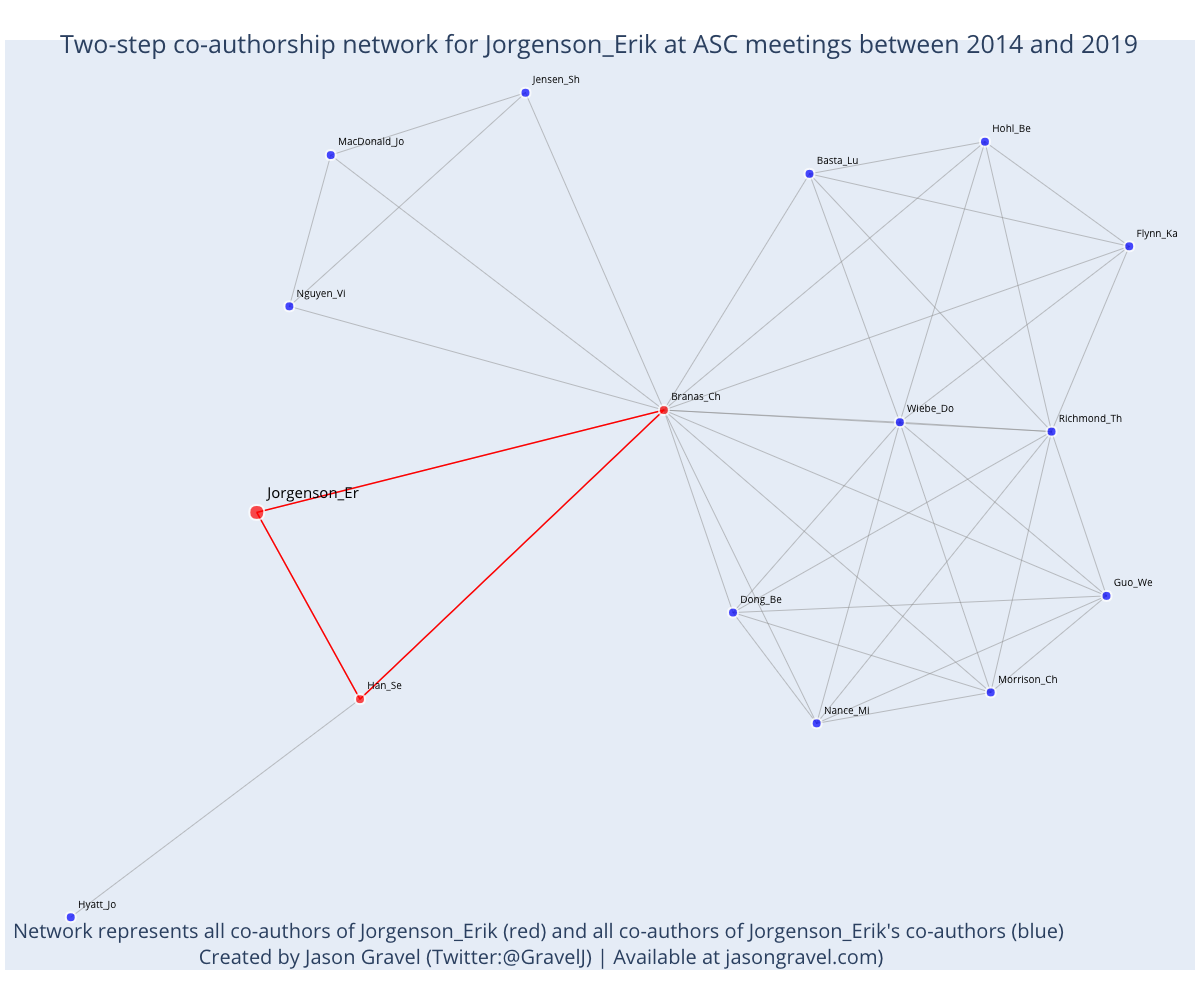 Two-step co-authorship network for Jorgenson_Erik at ASC meetings between 2014 and 2019
Jensen_Sh
Hohl_Be
MacDonald_Jo
Basta_Lu
Flynn_Ka
Nguyen_Vi
Branas_Ch
Wiebe_Do
Richmond_Th
Jorgenson_Er
Guo_We
Dong_Be
Morrison_Ch
Han_Se
Nance_Mi
Hyatt_Jo
Network represents all co-authors of Jorgenson_Erik (red) and all co-authors of Jorgenson_Erik's co-authors (blue)
Created by Jason Gravel (Twitter:@GravelJ) | Available at jasongravel.com)